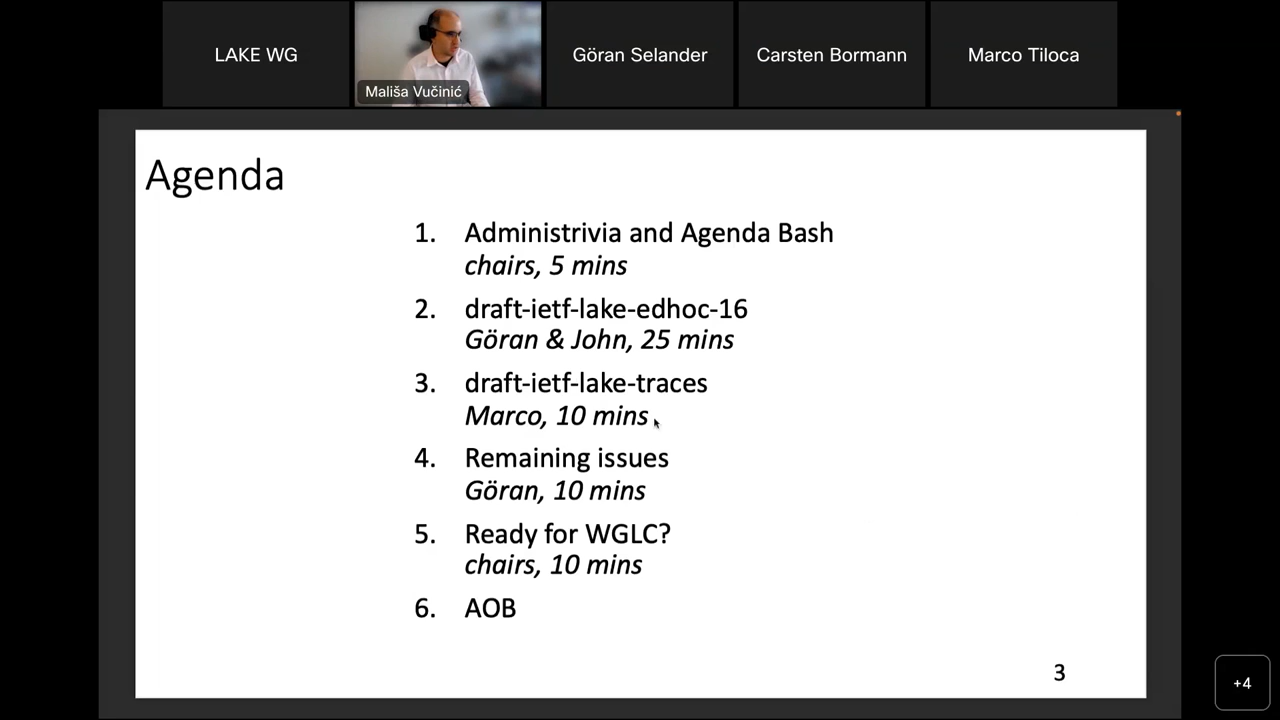 LAKE WG
Mališa Vučinić
Göran Selander
Carsten Bormann
Marco Tiloca
Agenda
1. Administrivia and Agenda Bash
chairs, 5 mins
2. draft-ietf-lake-edhoc-16
Göran & John, 25 mins
3. draft-ietf-lake-traces
Marco, 10 mins
4. Remaining issues
Göran, 10 mins
5. Ready for WGLC?
chairs, 10 mins
6. AOB
3
+4